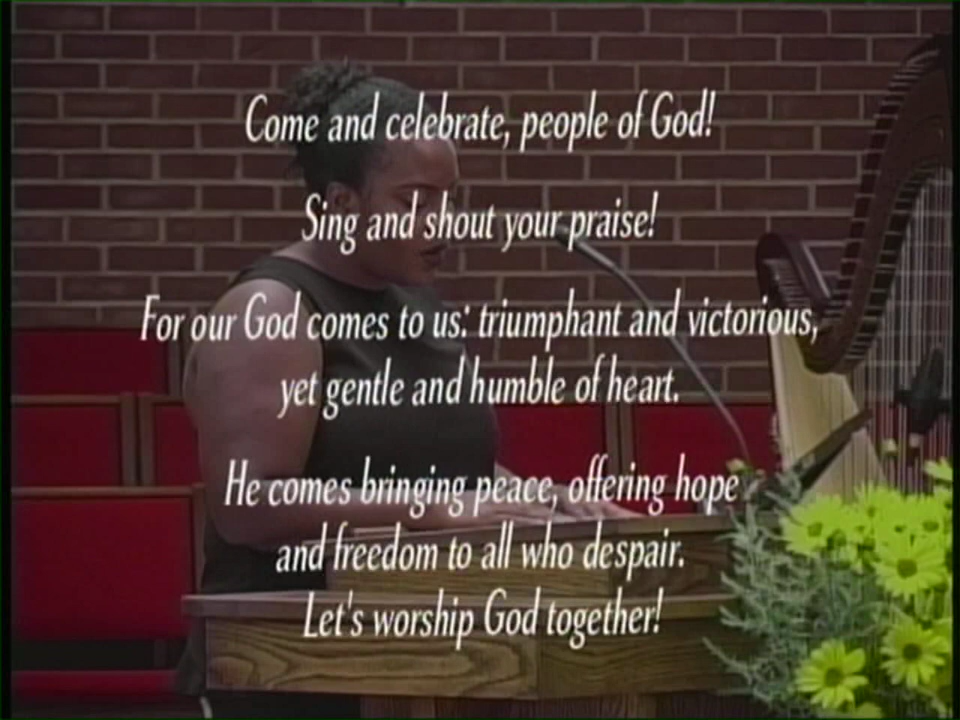 Come and celebrate, people of God!
Sing and shout your praise!
For our God comes to us: triumphant and victorious,
yet gentle and humble of heart.
He comes bringing peace, offering hope
and freedom to all who despair.
Let's worship God together!